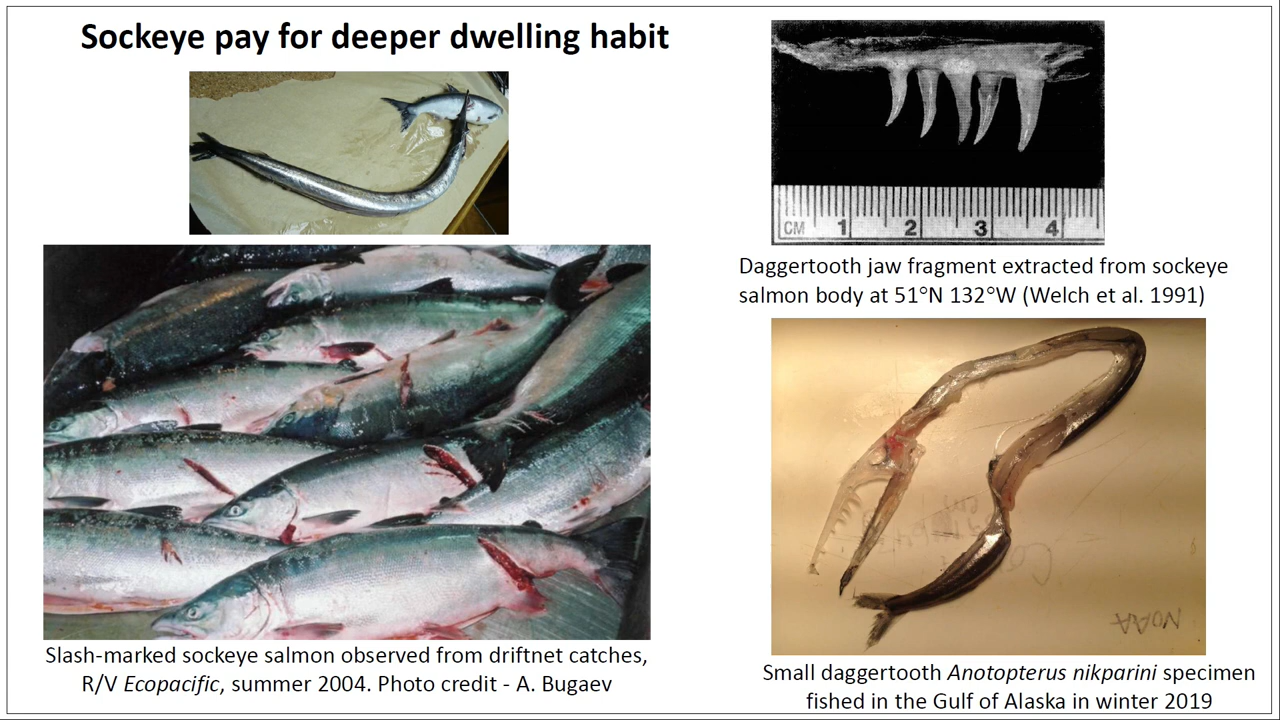 Sockeye pay for deeper dwelling habit
CM 1 2 3 4
Daggertooth jaw fragment extracted from sockeye
salmon body at 51°N 132°W (Welch et al. 1991)
NOAA
Slash-marked sockeye salmon observed from driftnet catches,
R/V Ecopacific, summer 2004. Photo credit - A. Bugaev
Small daggertooth Anotopterus nikparini specimen
fished in the Gulf of Alaska in winter 2019